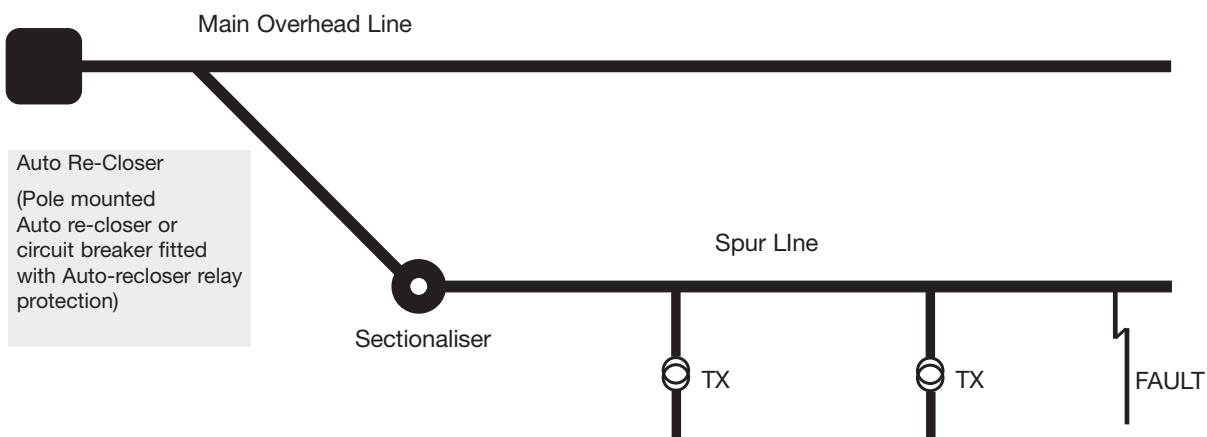 Main Overhead Line
Auto Re-Closer
(Pole mounted
Auto re-closer or
circuit breaker fitted
with Auto-recloser relay
protection)
Spur LIne
Sectionaliser
TX
TX
FAULT